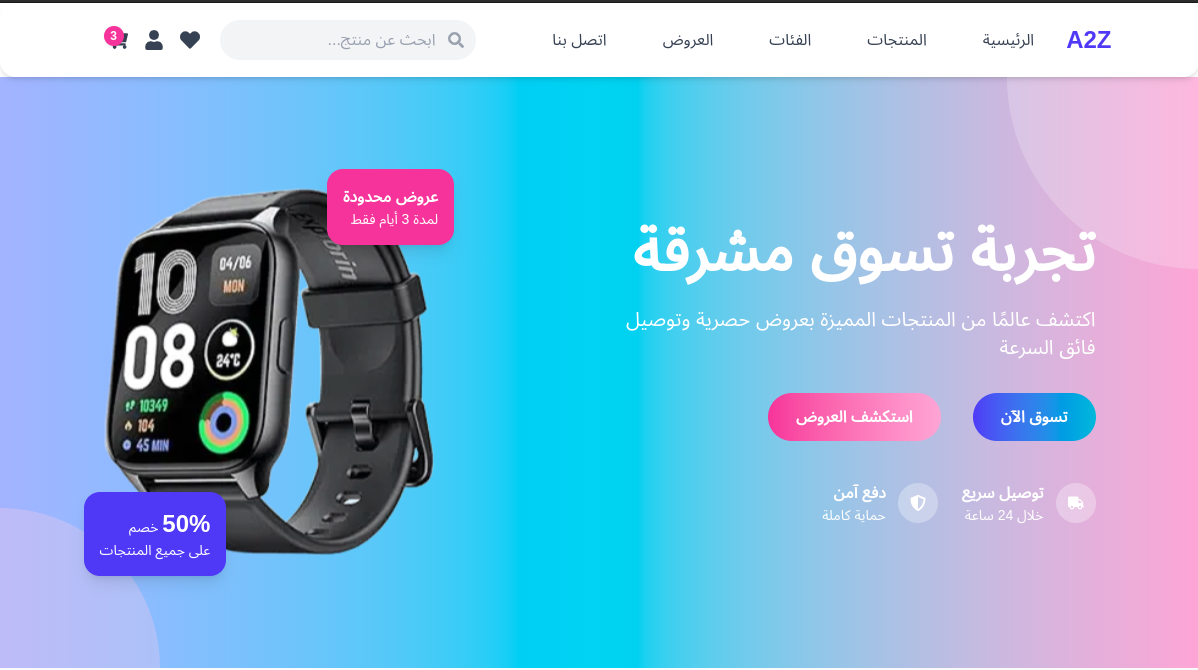 A2Z
الرئيسية
المنتجات
الفئات
العروض
اتصل بنا
ابحث عن منتج...
3
تجربة تسوق مشرقة
اكتشف عالمًا من المنتجات المميزة بعروض حصرية وتوصيل
فائق السرعة
تسوق الآن
استكشف العروض
توصيل سريع
خلال 24 ساعة
دفع آمن
حماية كاملة
عروض محدودة
لمدة 3 أيام فقط
10
04/06
MON
08
24°C
10349
104
45 MIN
50% خصم
على جميع المنتجات